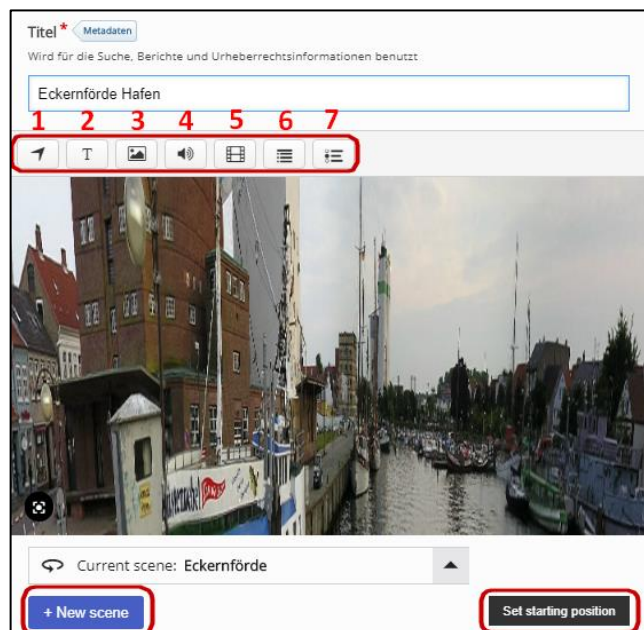 Titel * Metadaten
Wird für die Suche, Berichte und Urheberrechtsinformationen benutzt
Eckernförde Hafen
1 2 3 4 5 6 7
T
Current scene: Eckernförde
+ New scene
Set starting position